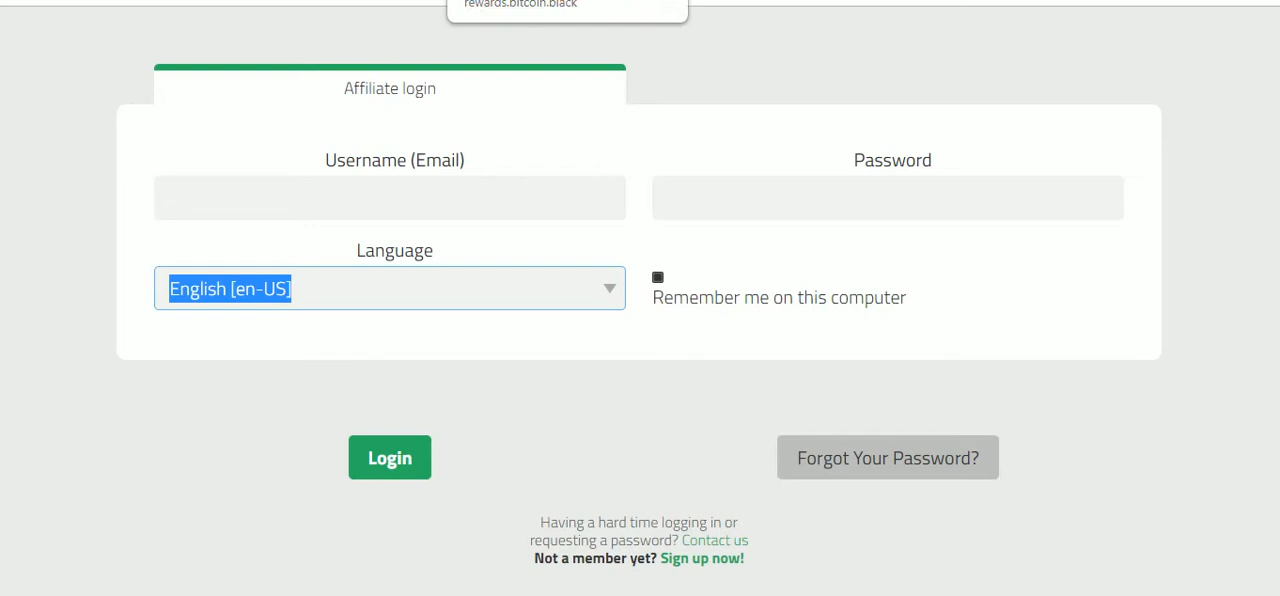 rewards.bitcoin.black
Affiliate login
Username (Email)
Password
Language
English [en-US]
Remember me on this computer
Login
Forgot Your Password?
Having a hard time logging in or
requesting a password? Contact us
Not a member yet? Sign up now!